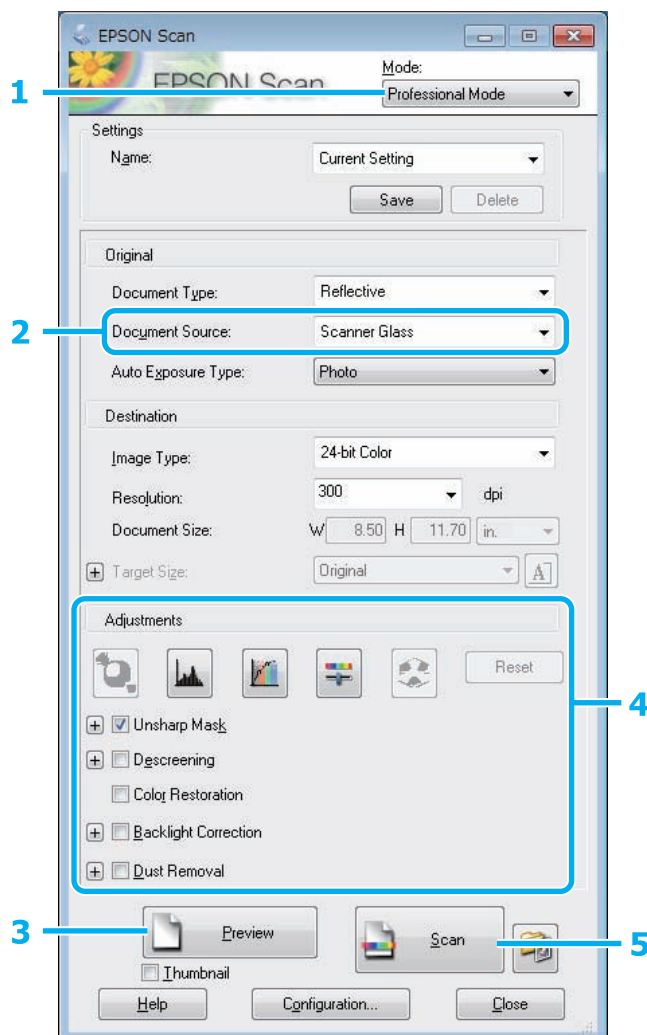 EPSON Scan
EPSON Scan
Mode:
1
Professional Mode
Settings
Name:
Current Setting
Save
Delete
Original
Document Type:
Reflective
2
Document Source:
Scanner Glass
Auto Exposure Type:
Photo
Destination
Image Type:
24-bit Color
Resolution:
300
dpi
Document Size:
W 8.50 H 11.70 in.
+ Target Size:
Original
A
Adjustments
Reset
4
+ Unsharp Mask
+ Descreening
Color Restoration
+ Backlight Correction
+ Dust Removal
3
Preview
Scan
5
Thumbnail
Help
Configuration...
Close